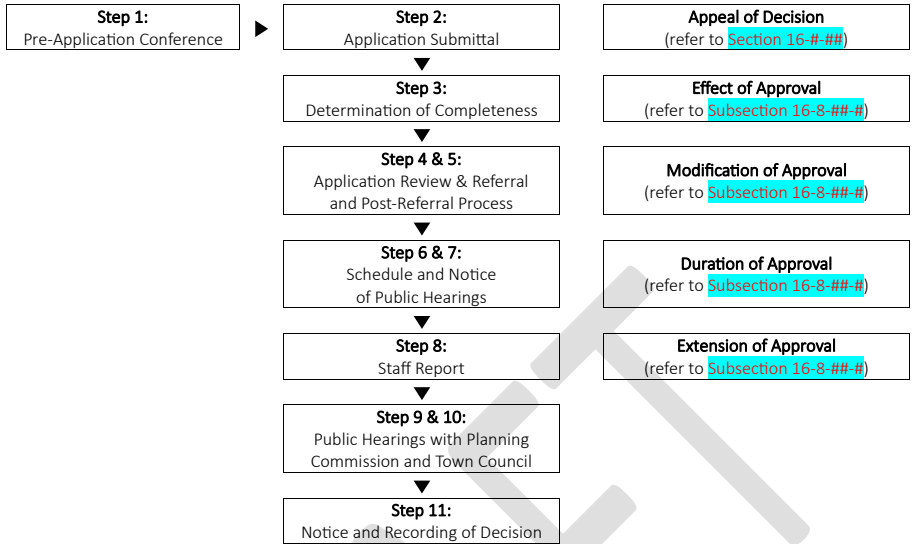 Step 1:
Pre-Application Conference
Step 2:
Application Submittal
Step 3:
Determination of Completeness
Step 4 & 5:
Application Review & Referral
and Post-Referral Process
Step 6 & 7:
Schedule and Notice
of Public Hearings
Step 8:
Staff Report
Step 9 & 10:
Public Hearings with Planning
Commission and Town Council
Step 11:
Notice and Recording of Decision
Appeal of Decision
(refer to Section 16-#-##)
Effect of Approval
(refer to Subsection 16-8-##-#)
Modification of Approval
(refer to Subsection 16-8-##-#)
Duration of Approval
(refer to Subsection 16-8-##-#)
Extension of Approval
(refer to Subsection 16-8-##-#)